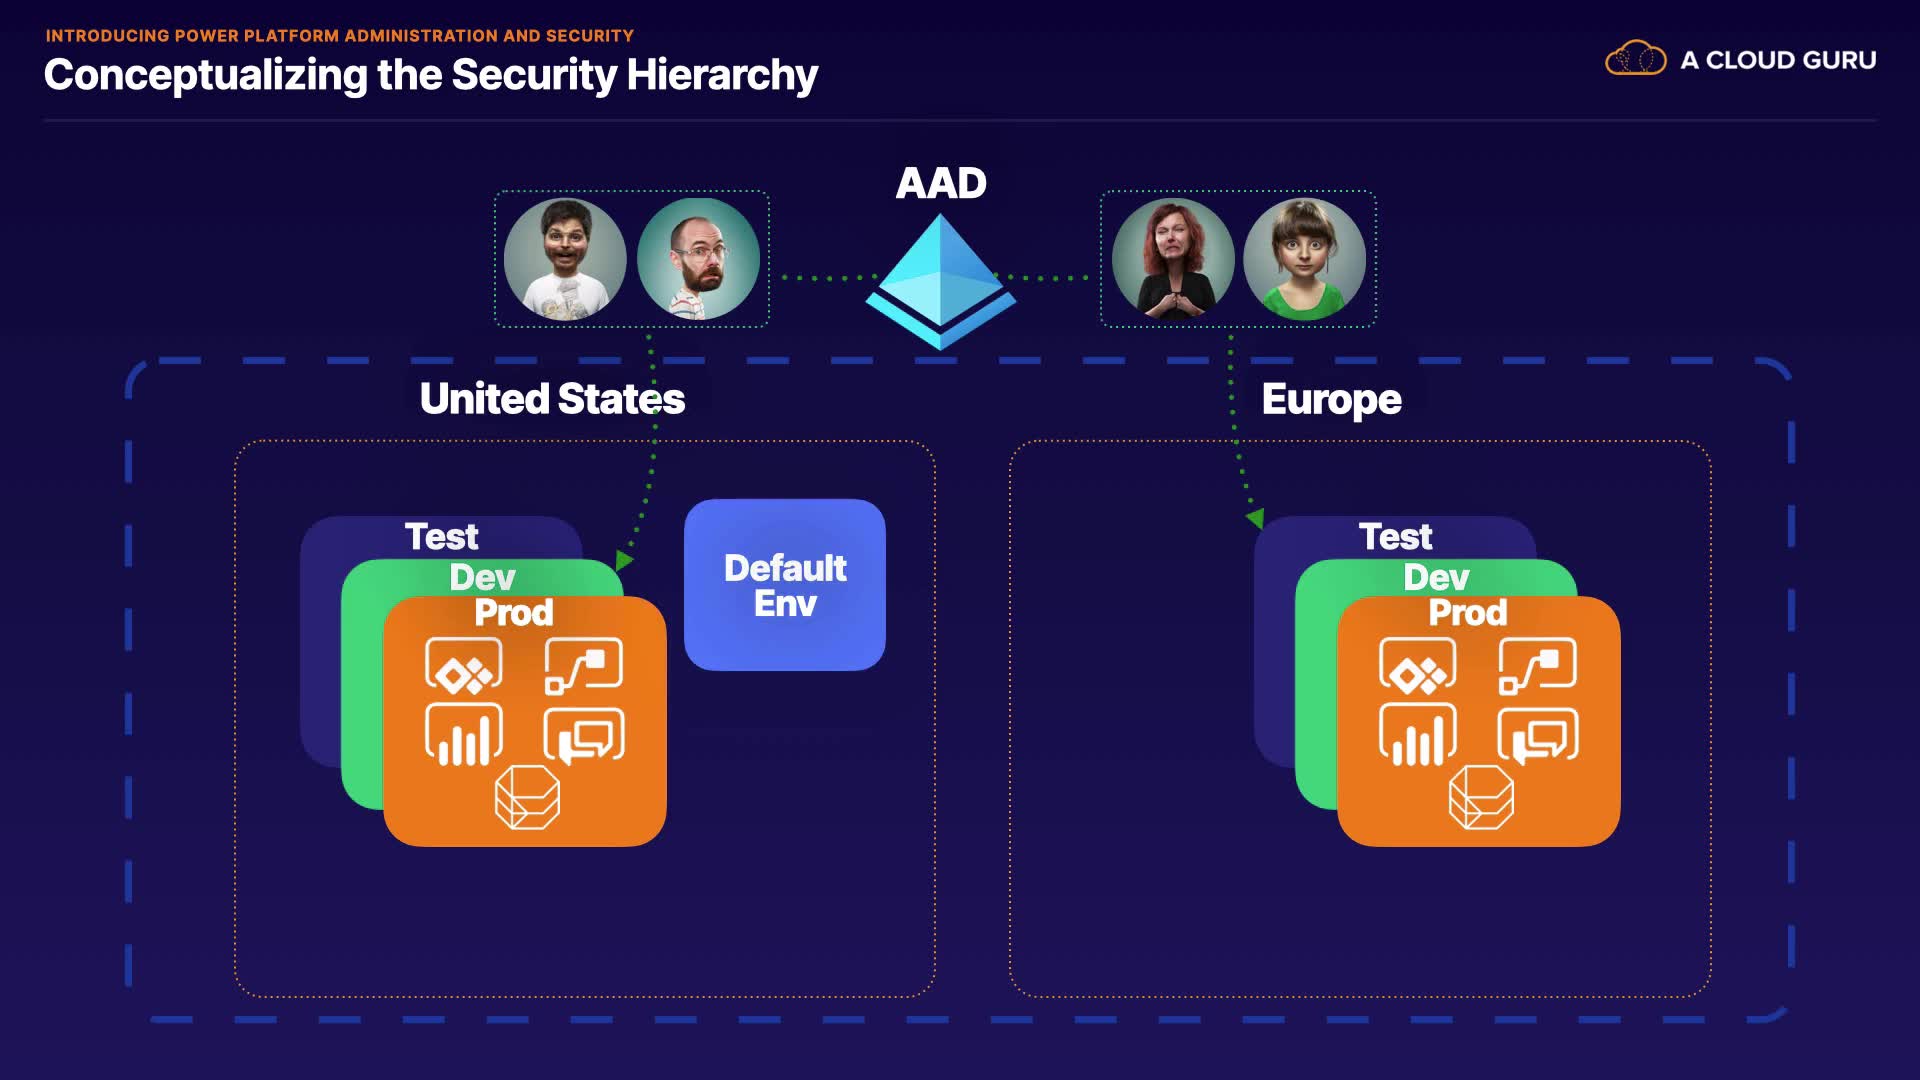 INTRODUCING POWER PLATFORM ADMINISTRATION AND SECURITY
Conceptualizing the Security Hierarchy
A CLOUD GURU
AAD
United States
Europe
Test
Dev
Prod
Default
Env
Test
Dev
Prod